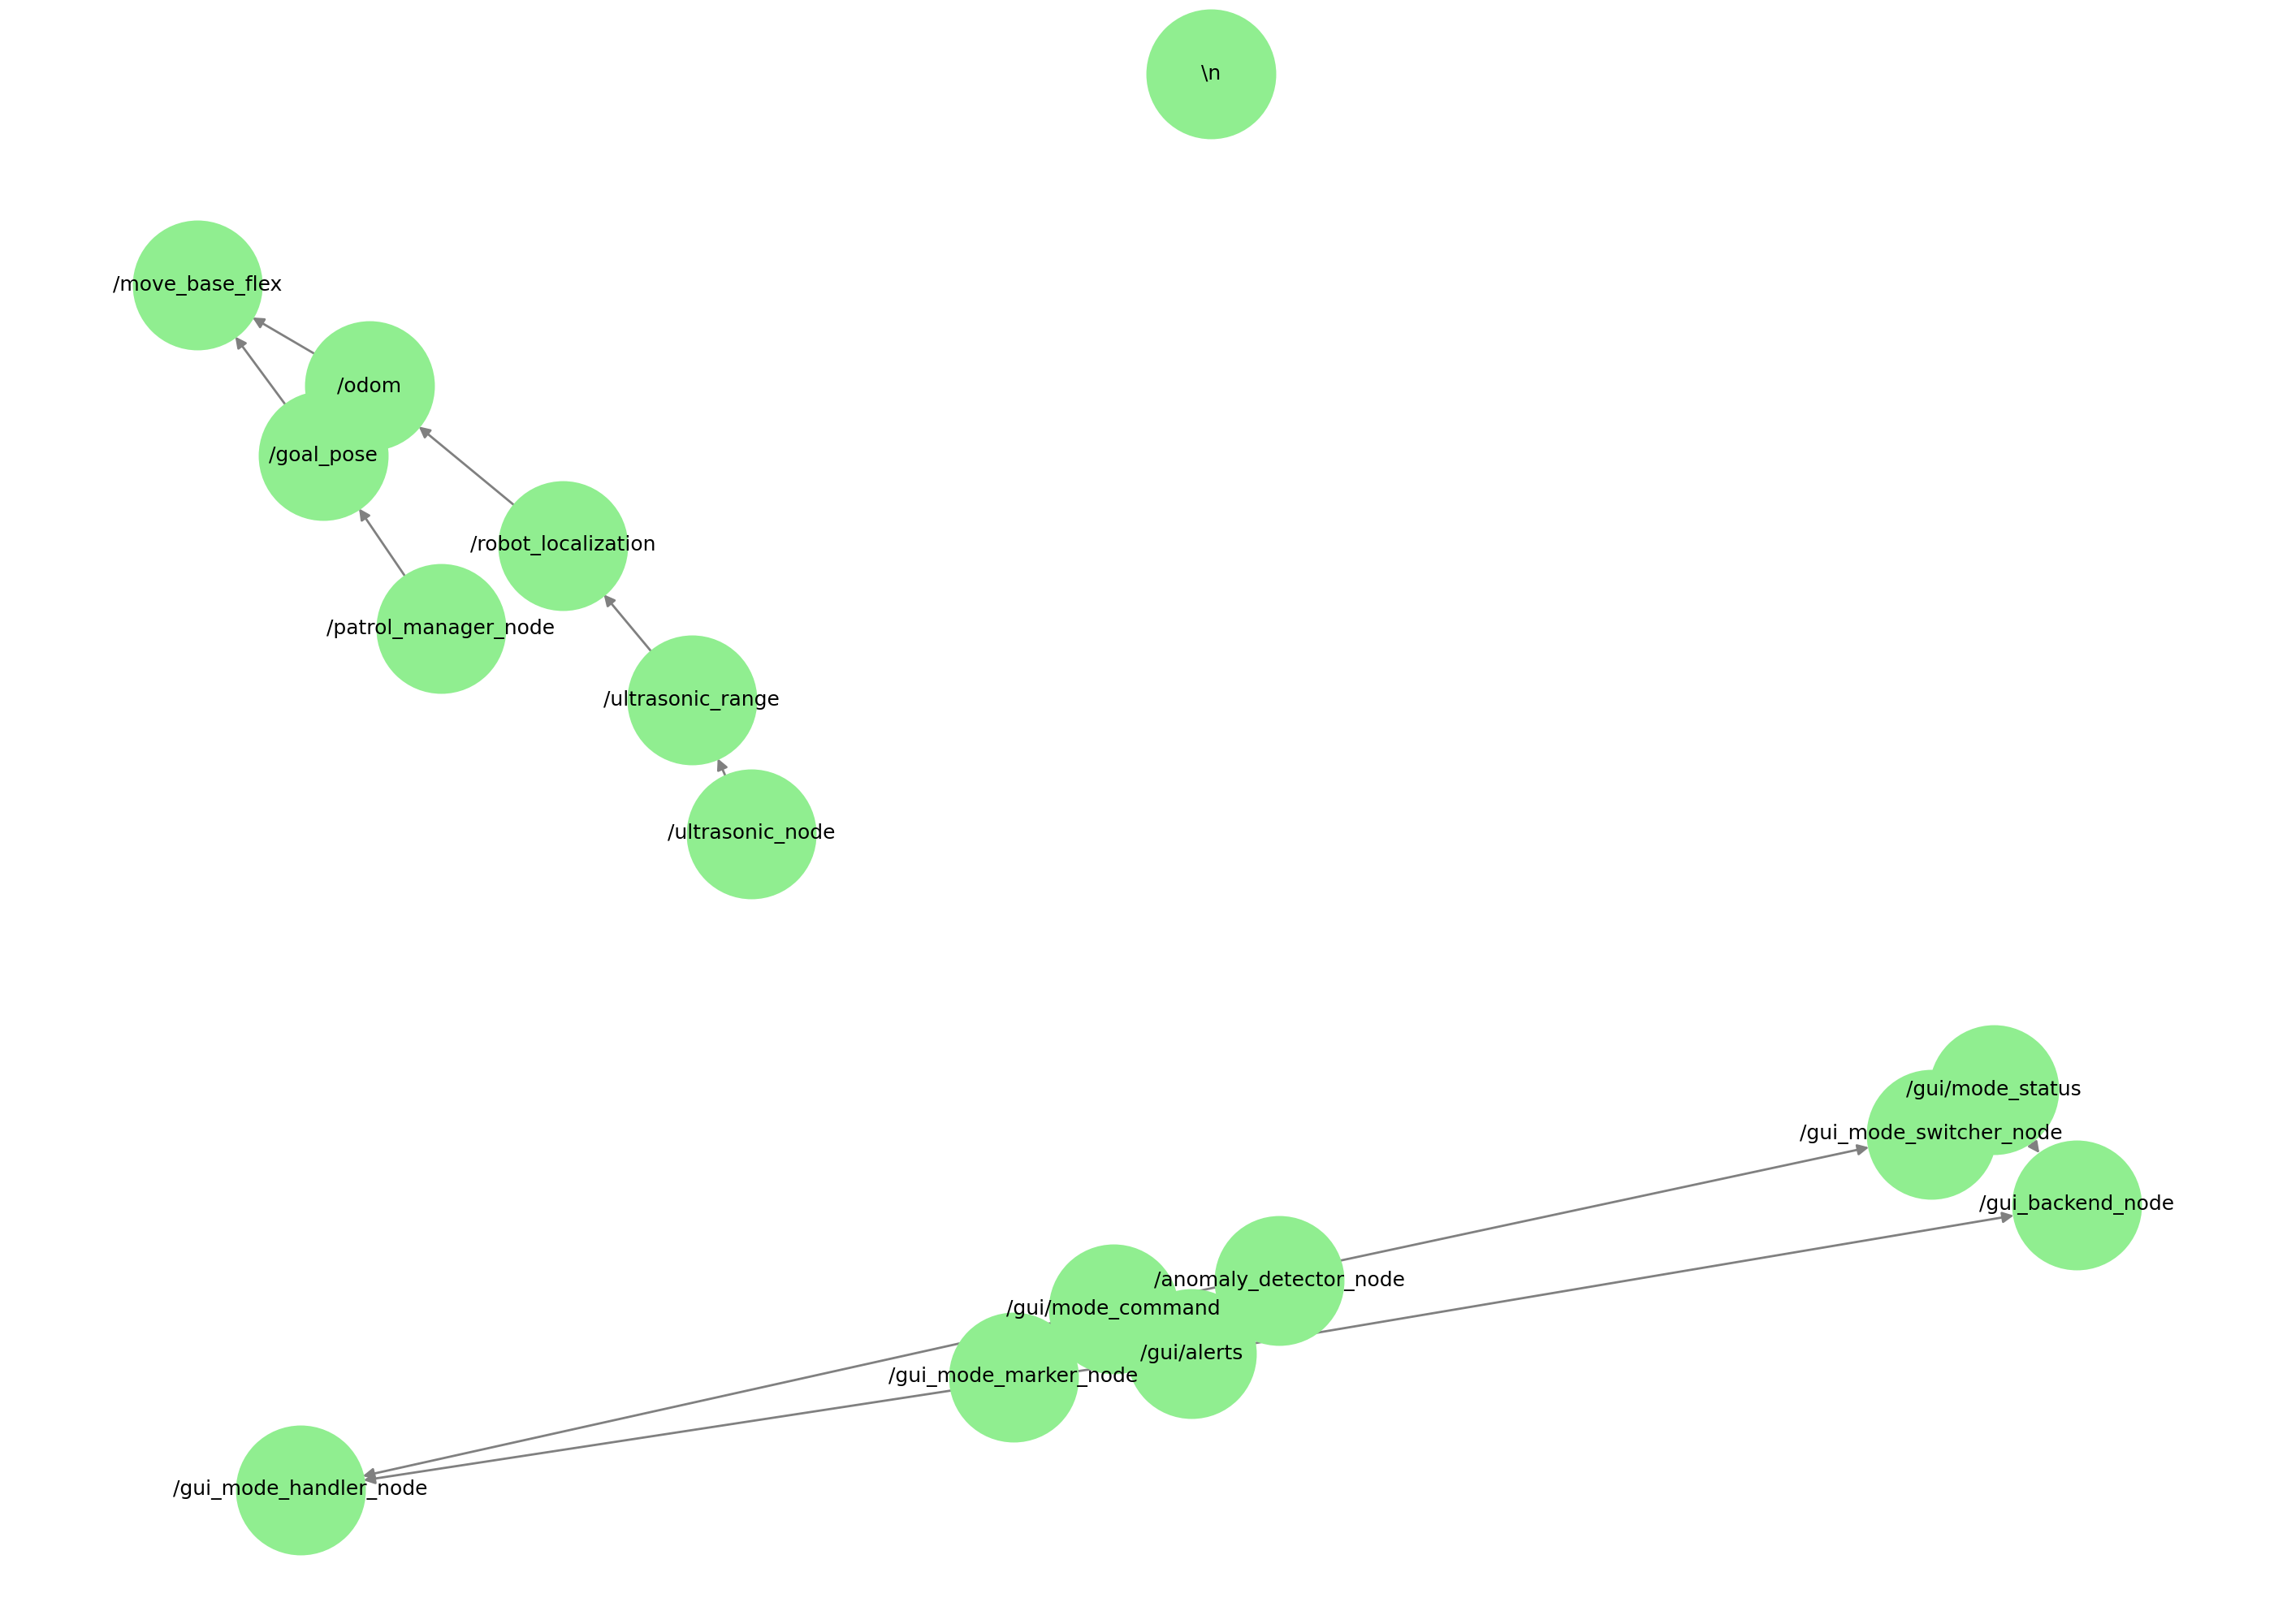 \n
/move_base_flex
/odom
/goal_pose
/robot_localization
/patrol_manager_node
/ultrasonic_range
/ultrasonic_node
/gui/mode_status
/gui_mode_switcher_node
/gui_backend_node
/anomaly_detector_node
/gui/mode_command
/gui/alerts
/gui_mode_marker_node
/gui_mode_handler_node